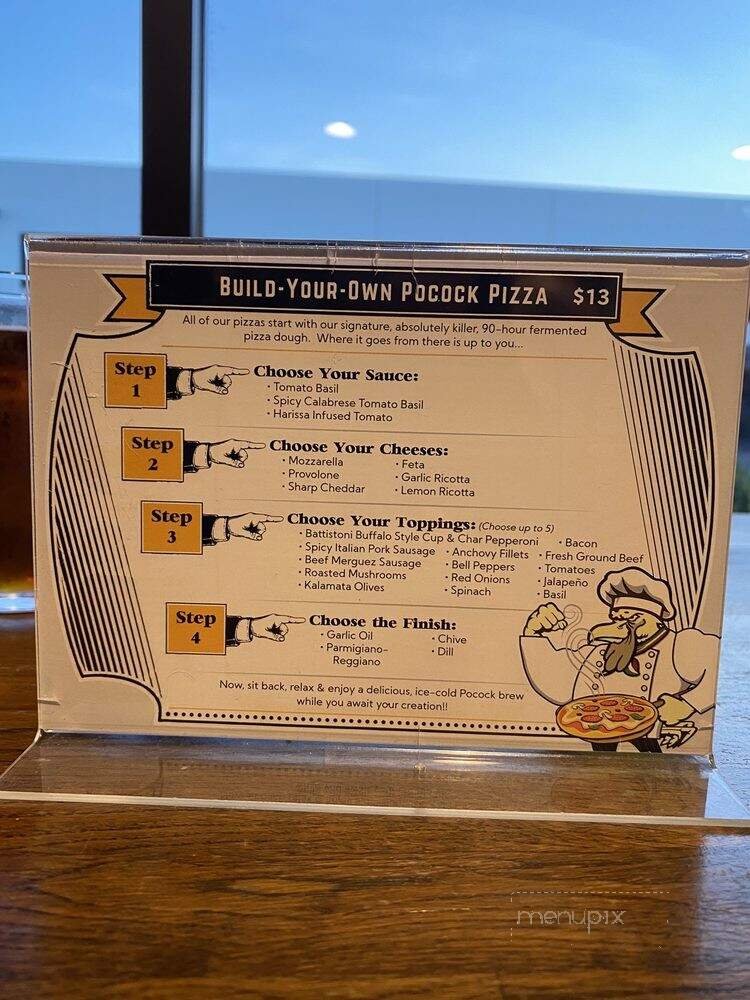 BUILD-YOUR-OWN POCOCK PIZZA $13
All of our pizzas start with our signature, absolutely killer, 90-hour fermented
pizza dough. Where it goes from there is up to you...
Step
1
Choose Your Sauce:
• Tomato Basil
• Spicy Calabrese Tomato Basil
• Harissa Infused Tomato
Step
2
Choose Your Cheeses:
• Mozzarella
• Provolone
• Sharp Cheddar
• Feta
• Garlic Ricotta
• Lemon Ricotta
Step
3
Choose Your Toppings: (Choose up to 5)
• Battistoni Buffalo Style Cup & Char Pepperoni
• Spicy Italian Pork Sausage
• Beef Merguez Sausage
• Roasted Mushrooms
• Kalamata Olives
• Anchovy Fillets
• Bell Peppers
• Red Onions
• Spinach
• Bacon
• Fresh Ground Beef
• Tomatoes
• Jalapeño
• Basil
Step
4
Choose the Finish:
• Garlic Oil
• Parmigiano-
Reggiano
• Chive
• Dill
Now, sit back, relax & enjoy a delicious, ice-cold Pocock brew
while you await your creation!!
menupix